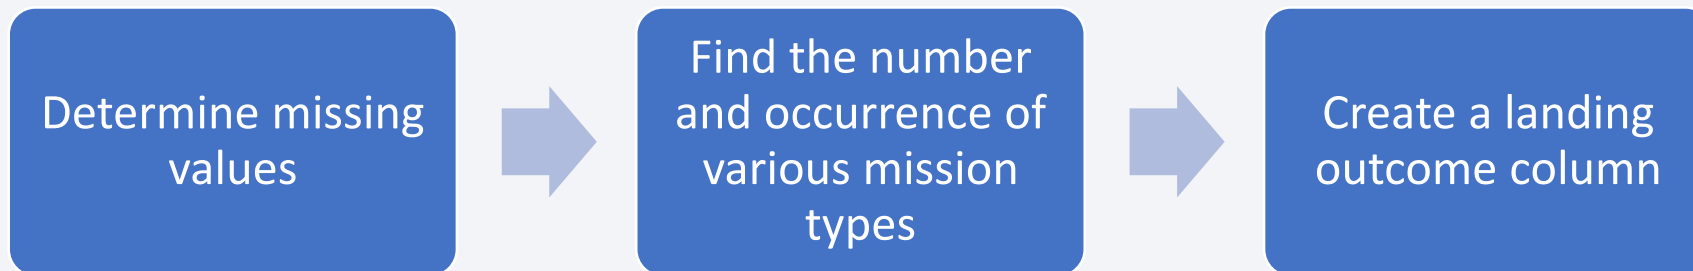 Determine missing
values
Find the number
and occurrence of
various mission
types
Create a landing
outcome column